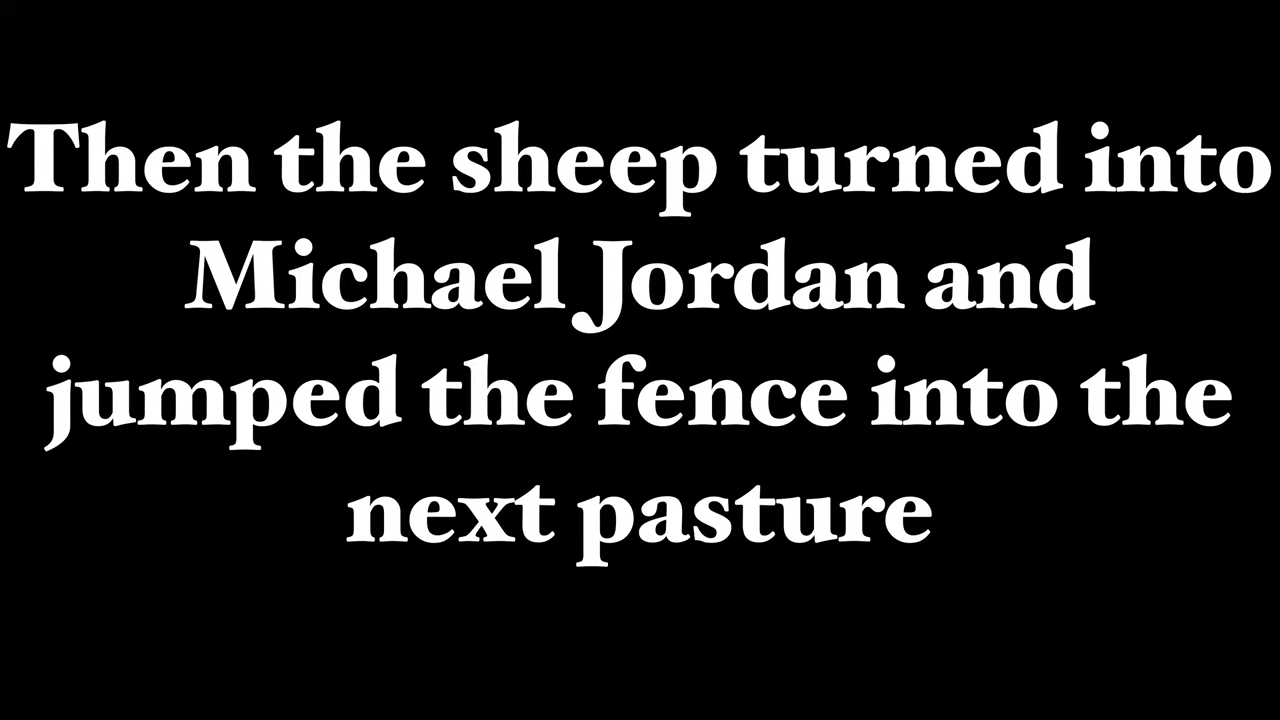 Then the sheep turned into
Michael Jordan and
jumped the fence into the
next pasture